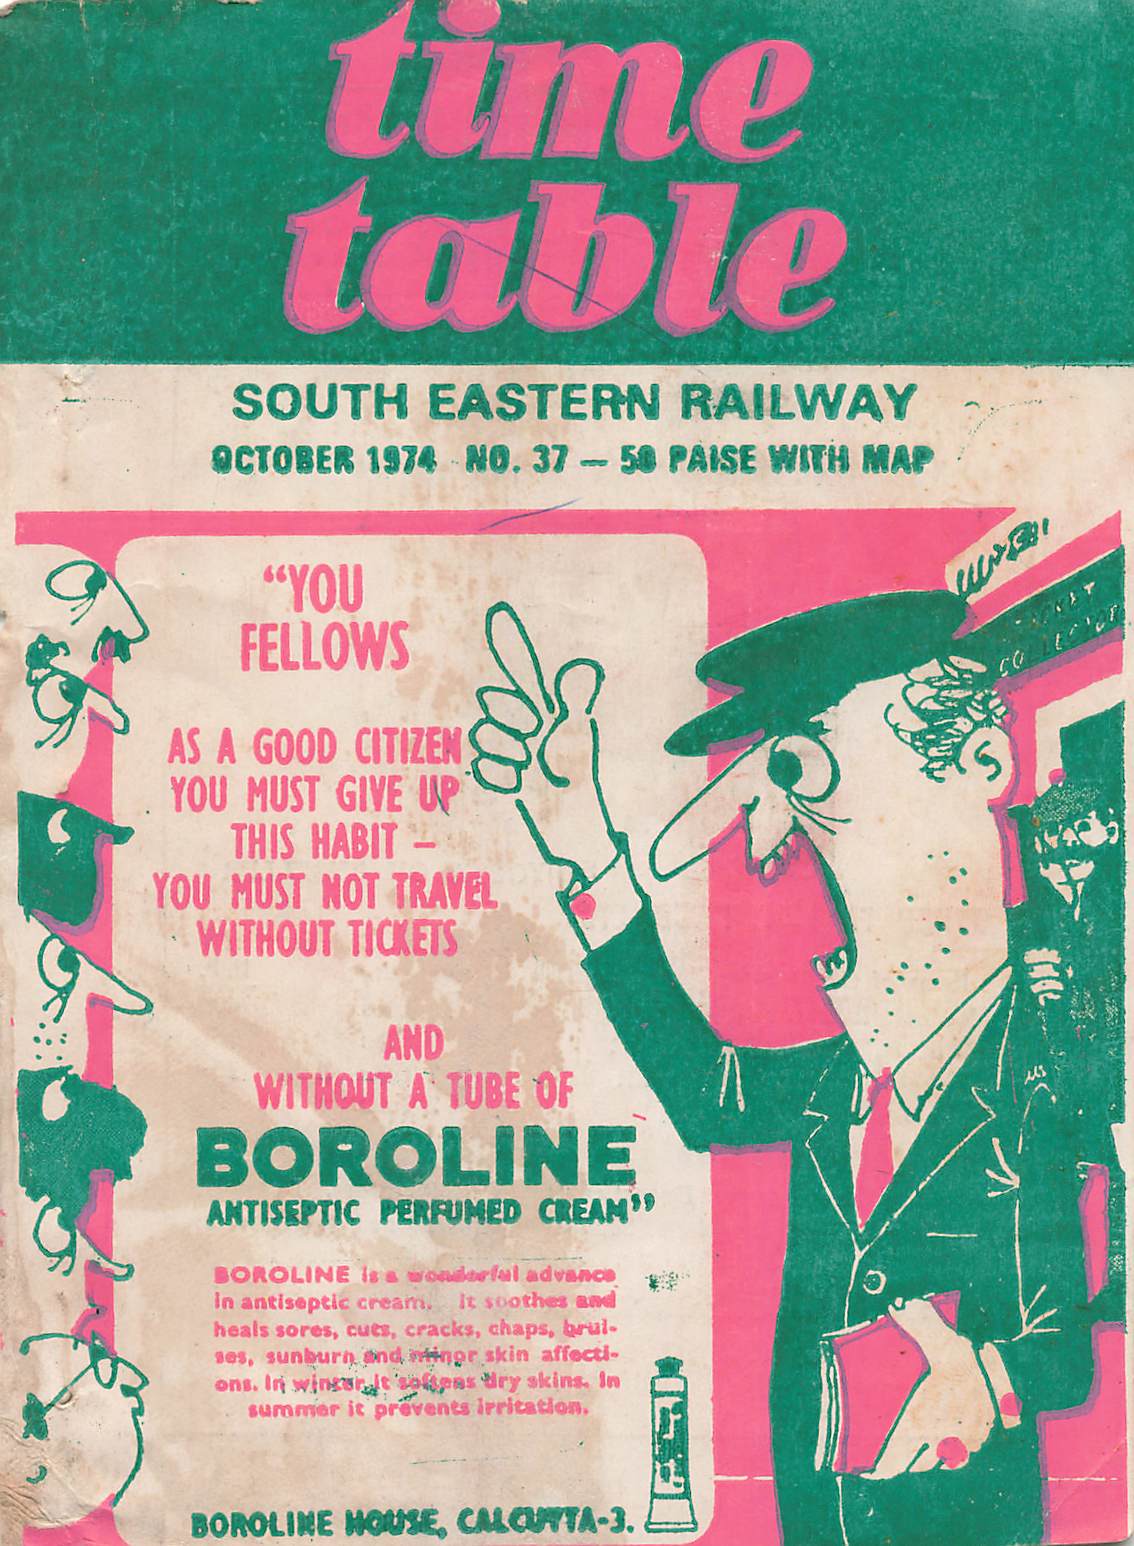 time
table
SOUTH EASTERN RAILWAY
OCTOBER 1974 NO. 37 — 50 PAISE WITH MAP
“YOU
FELLOWS
AS A GOOD CITIZEN
YOU MUST GIVE UP
THIS HABIT —
YOU MUST NOT TRAVEL
WITHOUT TICKETS
AND
WITHOUT A TUBE OF
BOROLINE
ANTISEPTIC PERFUMED CREAM”
BOROLINE is a wonderful advance
in antiseptic cream. It soothes and
heals sores, cuts, cracks, chaps, brui-
ses, sunburn and minor skin affecti-
ons. In winter it softens dry skins. In
summer it prevents irritation.
BOROLINE HOUSE, CALCUTTA-3.
TICKET
COLLECTOR